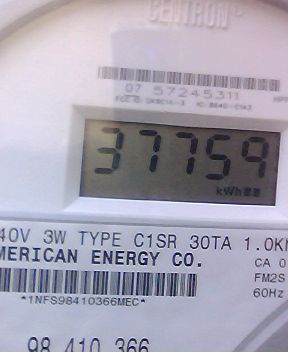 CENTRON
07 57245311
37759
kWh
40V 3W TYPE C1SR 30TA 1.0K
MERICAN ENERGY CO.
CA 0
FM2S
*1NFS98410366MEC*
60Hz
98 410 366